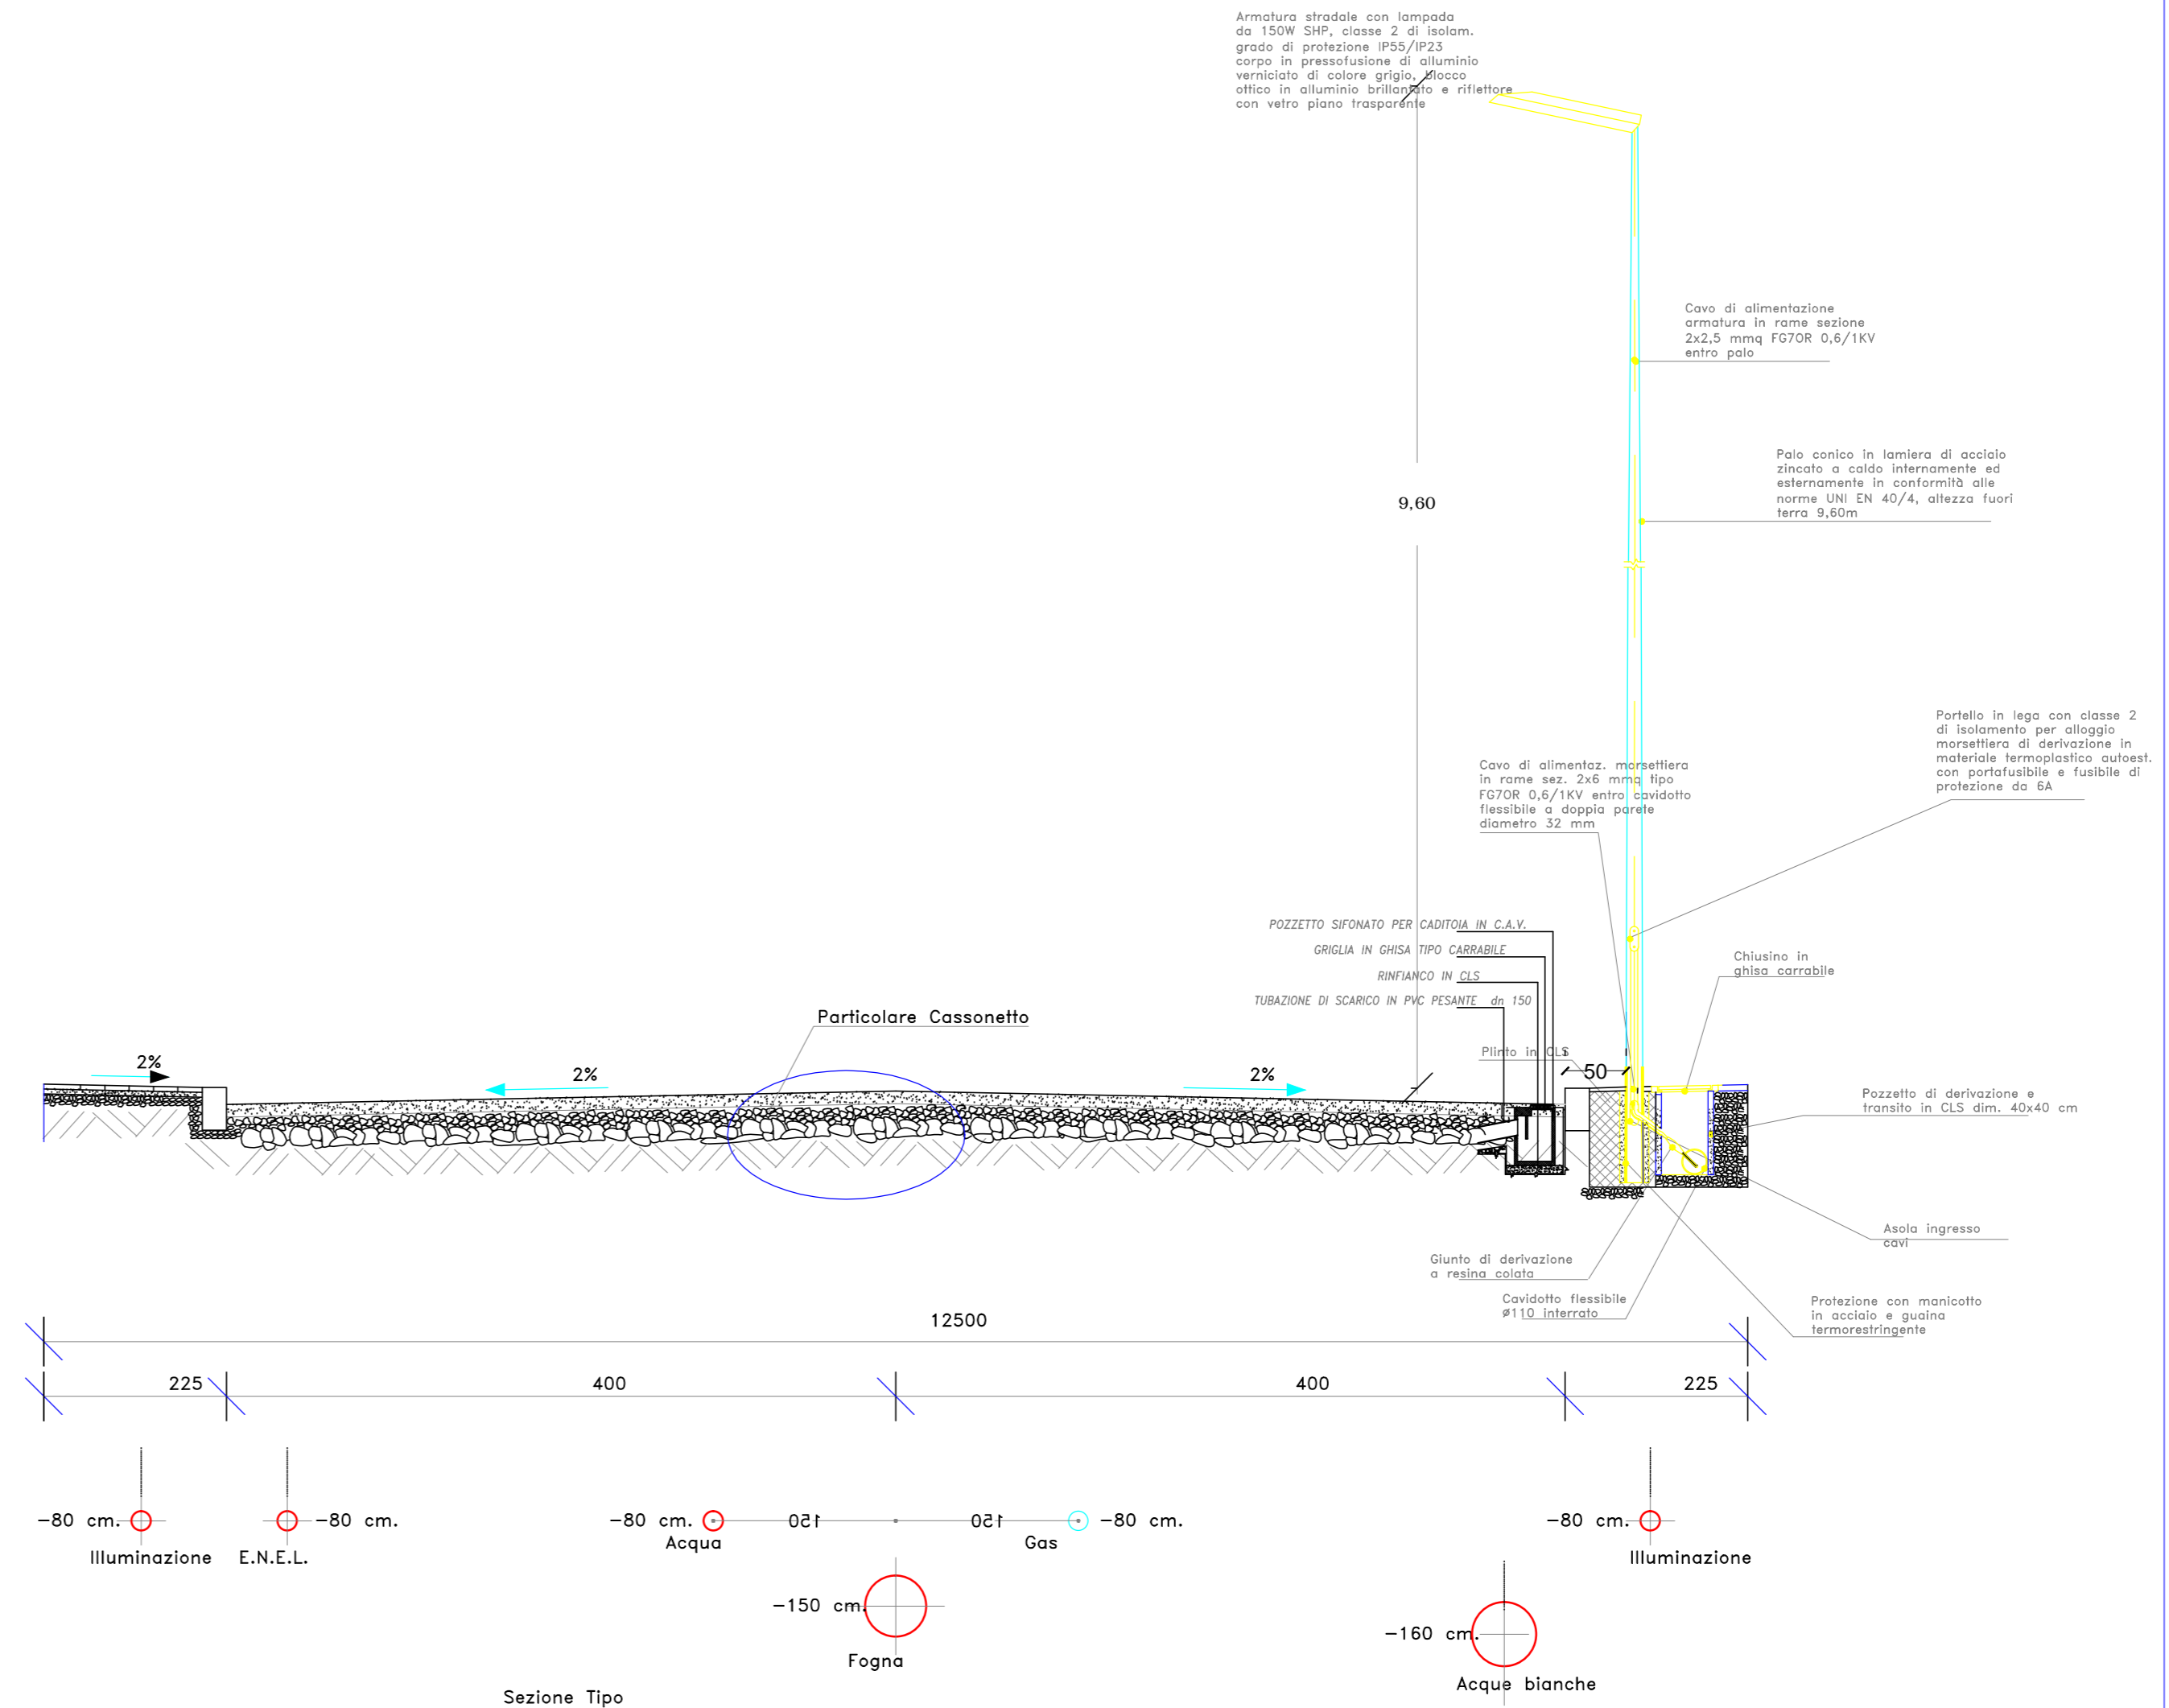 Armatura stradale con lampada
da 150W SHP, classe 2 di isolam.
grado di protezione IP55/IP23
corpo in pressofusione di alluminio
verniciato di colore grigio, blocco
ottico in alluminio brillantato e riflettore
con vetro piano trasparente
Cavo di alimentazione
armatura in rame sezione
2x2,5 mmq FG7OR 0,6/1KV
entro palo
Palo conico in lamiera di acciaio
zincato a caldo internamente ed
esternamente in conformità alle
norme UNI EN 40/4, altezza fuori
terra 9,60m
9,60
Portello in lega con classe 2
di isolamento per alloggio
morsettiera di derivazione in
materiale termoplastico autoest.
con portafusibile e fusibile di
protezione da 6A
Cavo di alimentaz. morsettiera
in rame sez. 2x6 mmq tipo
FG7OR 0,6/1KV entro cavidotto
flessibile a doppia parete
diametro 32 mm
POZZETTO SIFONATO PER CADITOIA IN C.A.V.
GRIGLIA IN GHISA TIPO CARRABILE
RINFIANCO IN CLS
TUBAZIONE DI SCARICO IN PVC PESANTE dn 150
Chiusino in
ghisa carrabile
Particolare Cassonetto
Plinto in CLS
2%
2%
2%
50
Pozzetto di derivazione e
transito in CLS dim. 40x40 cm
Asola ingresso
cavi
Giunto di derivazione
a resina colata
Cavidotto flessibile
ø110 interrato
Protezione con manicotto
in acciaio e guaina
termorestringente
12500
225
400
400
225
-80 cm.
Illuminazione
-80 cm.
E.N.E.L.
-80 cm.
Acqua
150
150
-80 cm.
Gas
-80 cm.
Illuminazione
-150 cm.
Fogna
-160 cm.
Acque bianche
Sezione Tipo